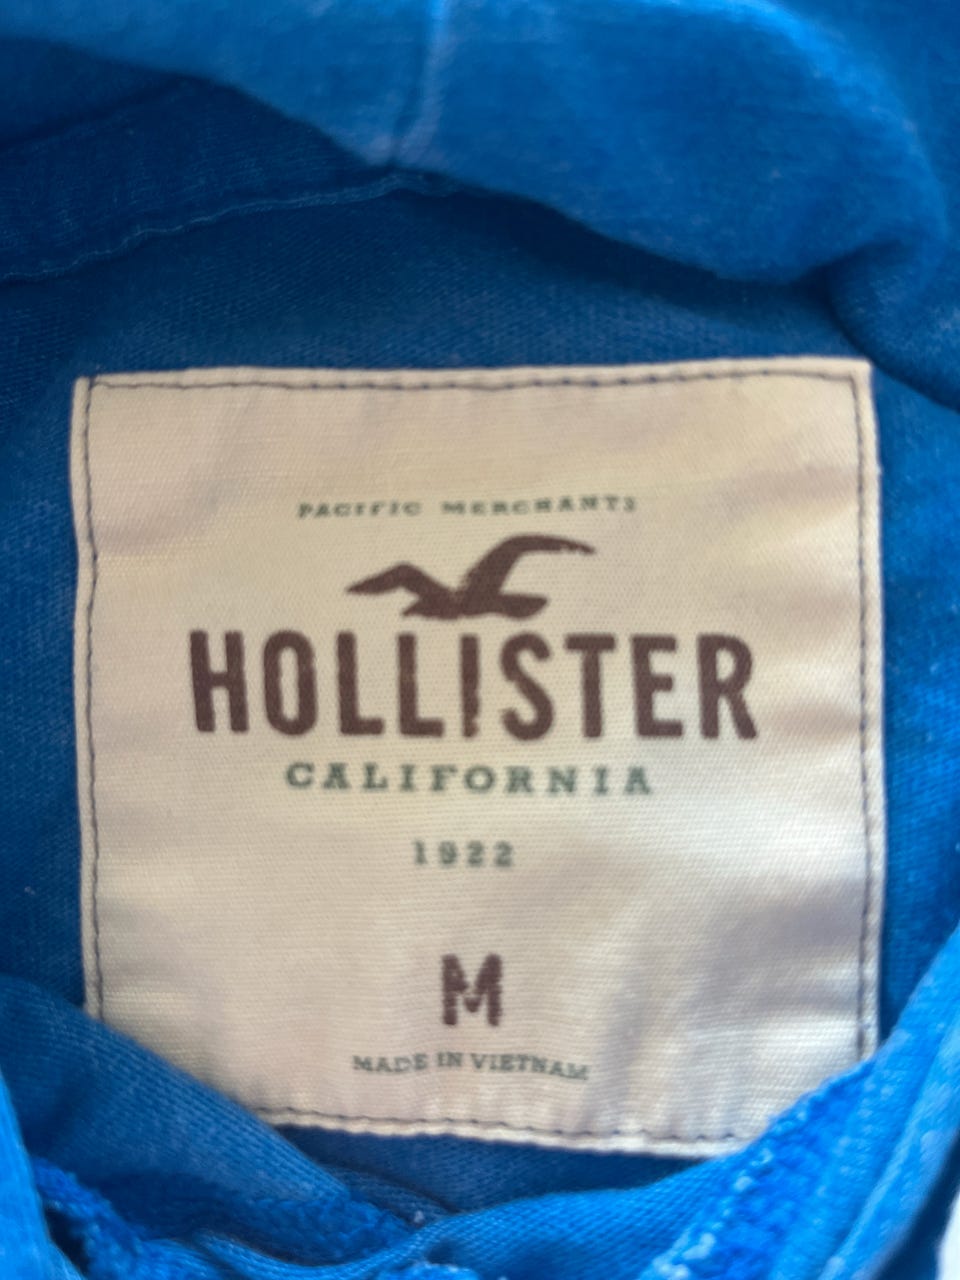 PACIFIC MERCHANTS
HOLLISTER
CALIFORNIA
1922
M
MADE IN VIETNAM